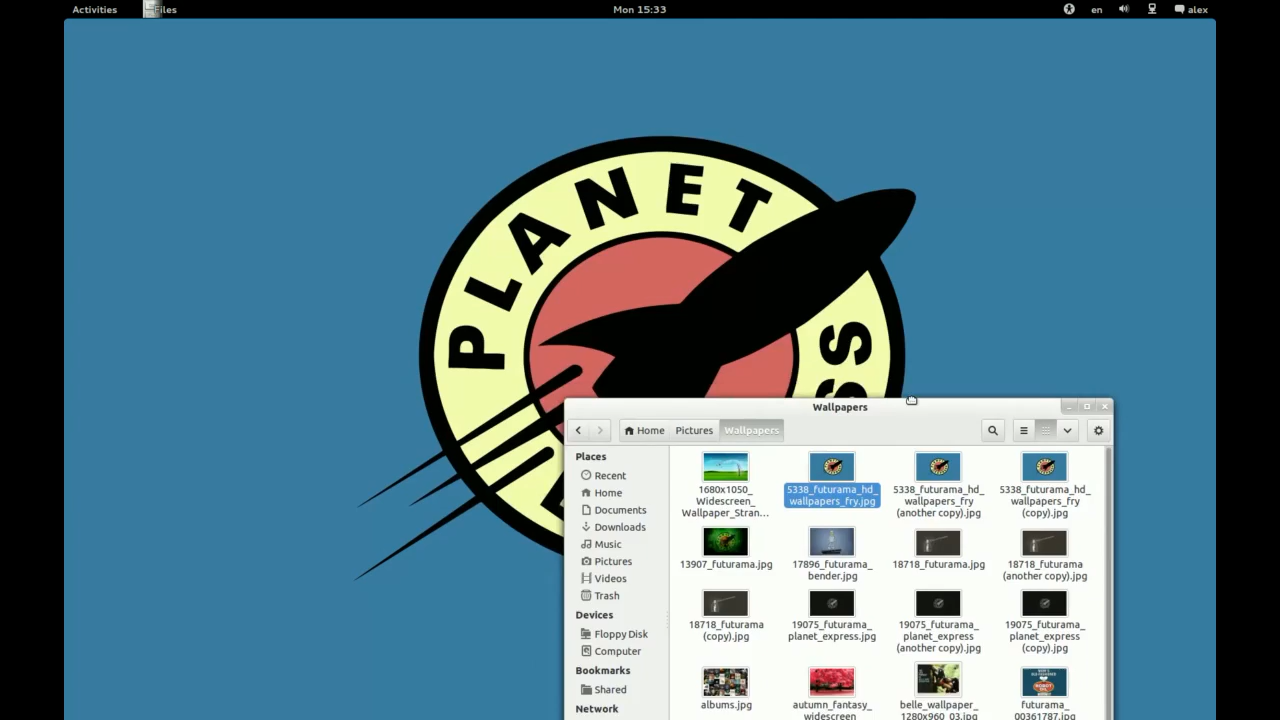 Activities Files Mon 15:33 en alex
PLANET
SS
Wallpapers
Home Pictures Wallpapers
Places
Recent
Home
Documents
Downloads
Music
Pictures
Videos
Trash
Devices
Floppy Disk
Computer
Bookmarks
Shared
Network
1680x1050_
Widescreen_
Wallpaper_Stran...
5338_futurama_hd_
wallpapers_fry.jpg
5338_futurama_hd_
wallpapers_fry
(another copy).jpg
5338_futurama_hd_
wallpapers_fry
(copy).jpg
13907_futurama.jpg
17896_futurama_
bender.jpg
18718_futurama.jpg
18718_futurama
(another copy).jpg
18718_futurama
(copy).jpg
19075_futurama_
planet_express.jpg
19075_futurama_
planet_express
(another copy).jpg
19075_futurama_
planet_express
(copy).jpg
albums.jpg
autumn_fantasy_
widescreen
belle_wallpaper_
1280x960_03.jpg
futurama_
00361787.jpg